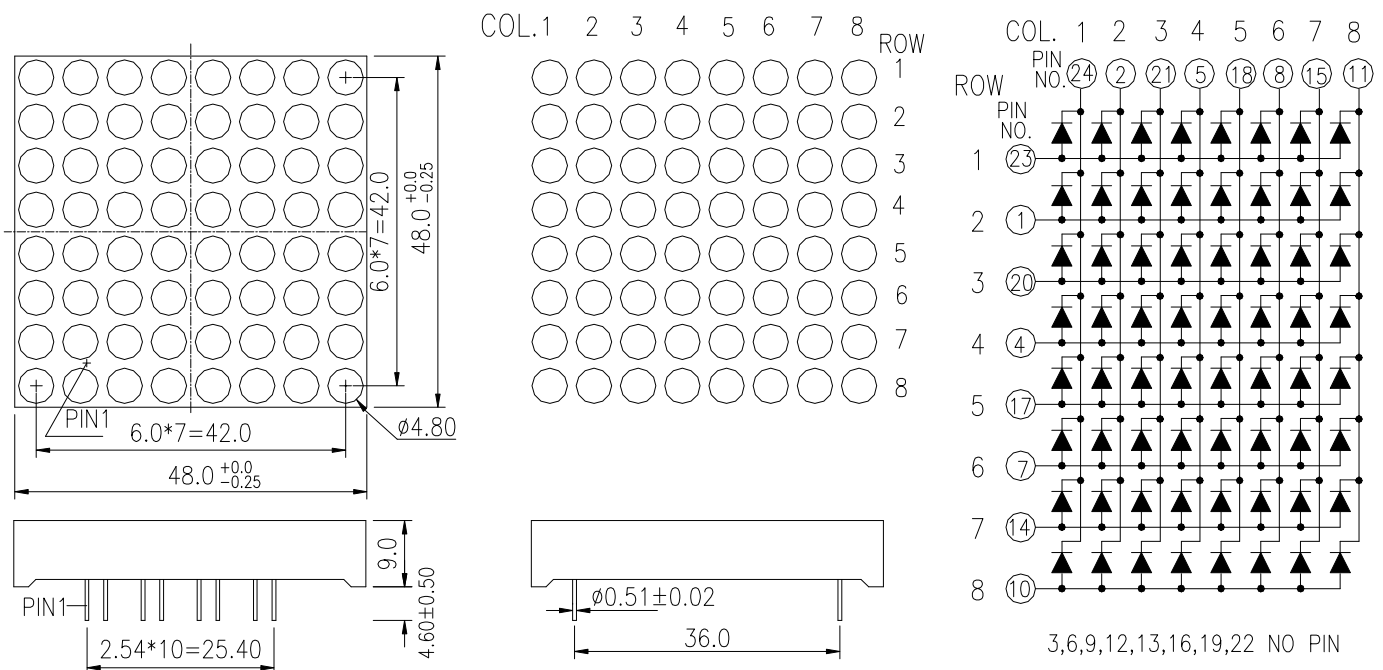 6.0*7=42.0
48.0 +0.0 -0.25
PIN1
6.0*7=42.0
ø4.80
48.0 +0.0 -0.25
PIN1
9.0
4.60±0.50
2.54*10=25.40
COL. 1 2 3 4 5 6 7 8
ROW
1
2
3
4
5
6
7
8
ø0.51±0.02
36.0
COL. 1 2 3 4 5 6 7 8
PIN NO. 24 2 21 5 18 8 15 11
ROW
PIN
NO.
1 23
2 1
3 20
4 4
5 17
6 7
7 14
8 10
3,6,9,12,13,16,19,22 NO PIN